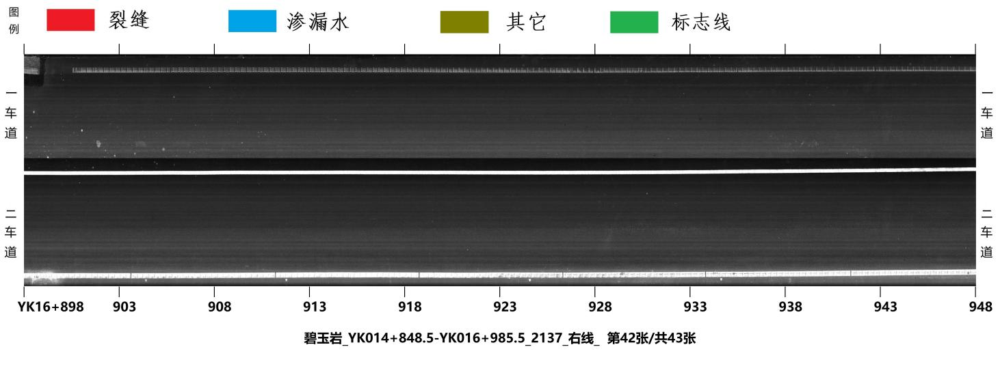 图例
裂缝 渗漏水 其它 标志线
一车道 一车道
二车道 二车道
YK16+898 903 908 913 918 923 928 933 938 943 948
碧玉岩_YK014+848.5-YK016+985.5_2137_右线_ 第42张/共43张